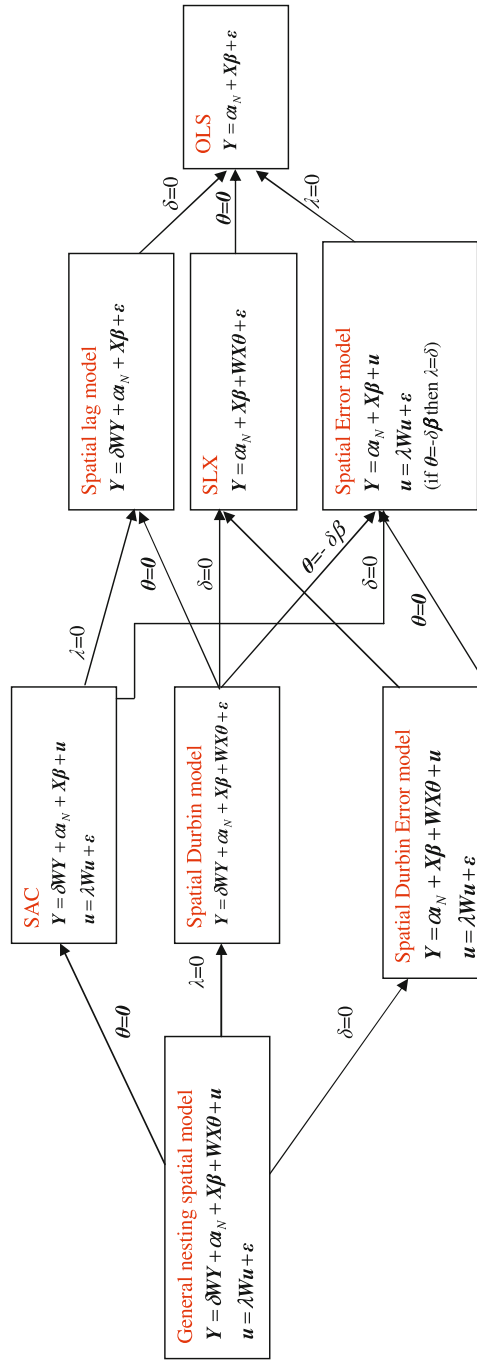 General nesting spatial model
Y = δWY + αι_N + Xβ + WXθ + u
u = λWu + ε
θ=0
λ=0
δ=0
SAC
Y = δWY + αι_N + Xβ + u
u = λWu + ε
Spatial Durbin model
Y = δWY + αι_N + Xβ + WXθ + ε
Spatial Durbin Error model
Y = αι_N + Xβ + WXθ + u
u = λWu + ε
λ=0
θ=0
δ=0
θ=- δβ
δ=0
θ=0
Spatial lag model
Y = δWY + αι_N + Xβ + ε
SLX
Y = αι_N + Xβ + WXθ + ε
Spatial Error model
Y = αι_N + Xβ + u
u = λWu + ε
(if θ=-δβ then λ=δ)
δ=0
θ=0
λ=0
OLS
Y = αι_N + Xβ + ε